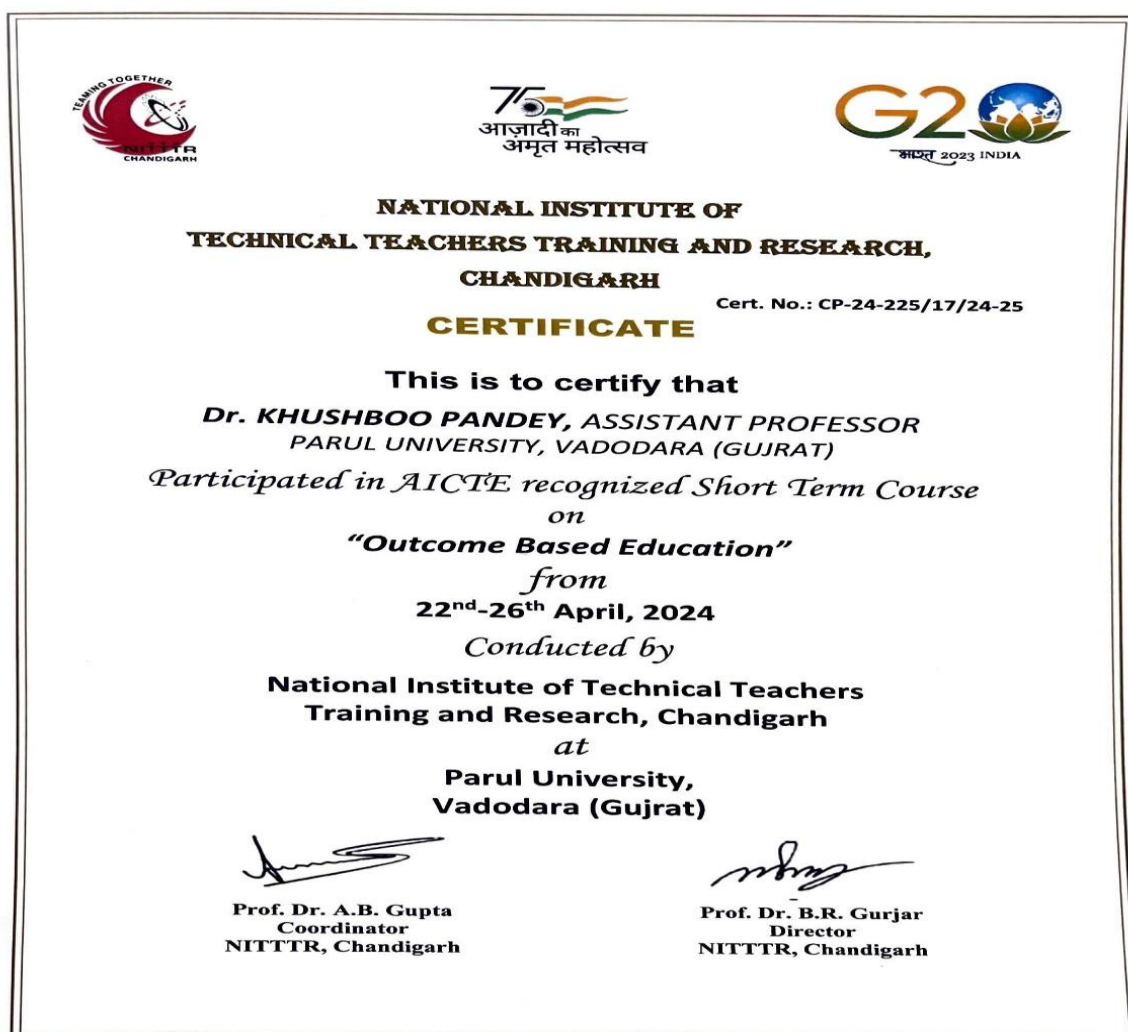 TEAMING TOGETHER
NITTTR
CHANDIGARH
75
आज़ादी का
अमृत महोत्सव
G20
भारत 2023 INDIA
NATIONAL INSTITUTE OF
TECHNICAL TEACHERS TRAINING AND RESEARCH,
CHANDIGARH
Cert. No.: CP-24-225/17/24-25
CERTIFICATE
This is to certify that
Dr. KHUSHBOO PANDEY, ASSISTANT PROFESSOR
PARUL UNIVERSITY, VADODARA (GUJRAT)
Participated in AICTE recognized Short Term Course
on
“Outcome Based Education”
from
22nd-26th April, 2024
Conducted by
National Institute of Technical Teachers
Training and Research, Chandigarh
at
Parul University,
Vadodara (Gujrat)
Prof. Dr. A.B. Gupta
Coordinator
NITTTR, Chandigarh
Prof. Dr. B.R. Gurjar
Director
NITTTR, Chandigarh